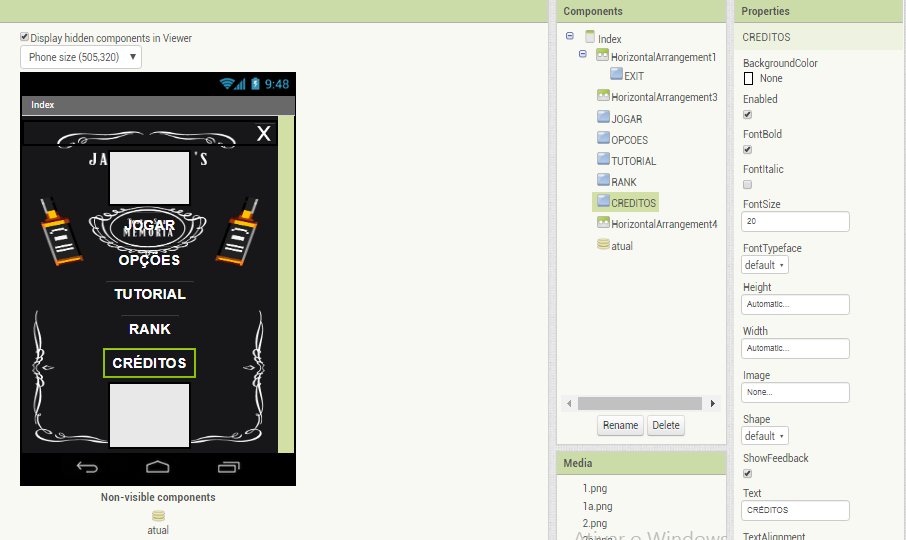 Display hidden components in Viewer
Phone size (505,320)
9:48
Index
X
JA 'S
JOGAR
MEMÓRIA
OPÇÕES
TUTORIAL
RANK
CRÉDITOS
Non-visible components
atual
Components
Index
HorizontalArrangement1
EXIT
HorizontalArrangement3
JOGAR
OPCOES
TUTORIAL
RANK
CREDITOS
HorizontalArrangement4
atual
Rename Delete
Media
1.png
1a.png
2.png
Ativar o Windows
Properties
CREDITOS
BackgroundColor
None
Enabled
FontBold
FontItalic
FontSize
20
FontTypeface
default
Height
Automatic...
Width
Automatic...
Image
None...
Shape
default
ShowFeedback
Text
CRÉDITOS
TextAlignment